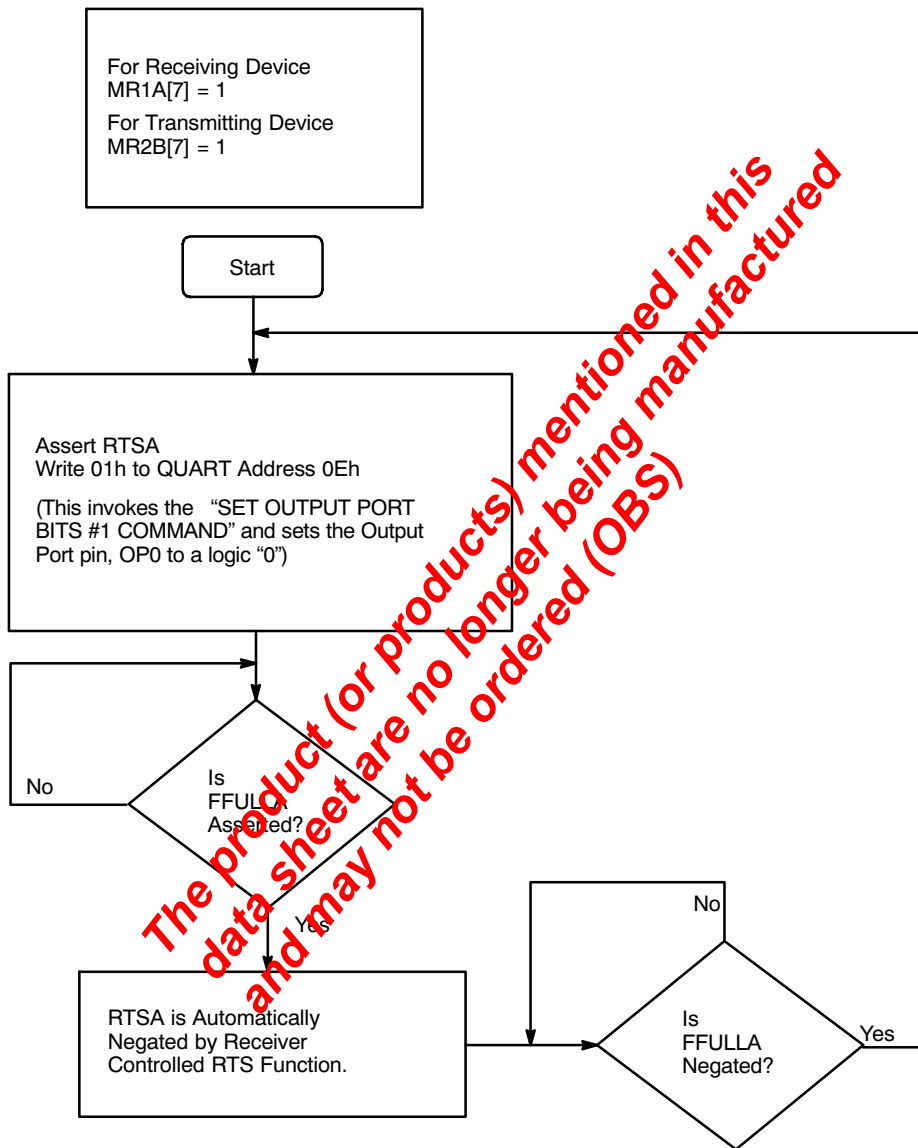 For Receiving Device
MR1A[7] = 1
For Transmitting Device
MR2B[7] = 1
Start
Assert RTSA
Write 01h to QUART Address 0Eh
(This invokes the “SET OUTPUT PORT
BITS #1 COMMAND” and sets the Output
Port pin, OP0 to a logic “0”)
No
Is
FFULLA
Asserted?
Yes
RTSA is Automatically
Negated by Receiver
Controlled RTS Function.
No
Is
FFULLA
Negated?
Yes
The product (or products) mentioned in this
data sheet are no longer being manufactured
and may not be ordered (OBS)